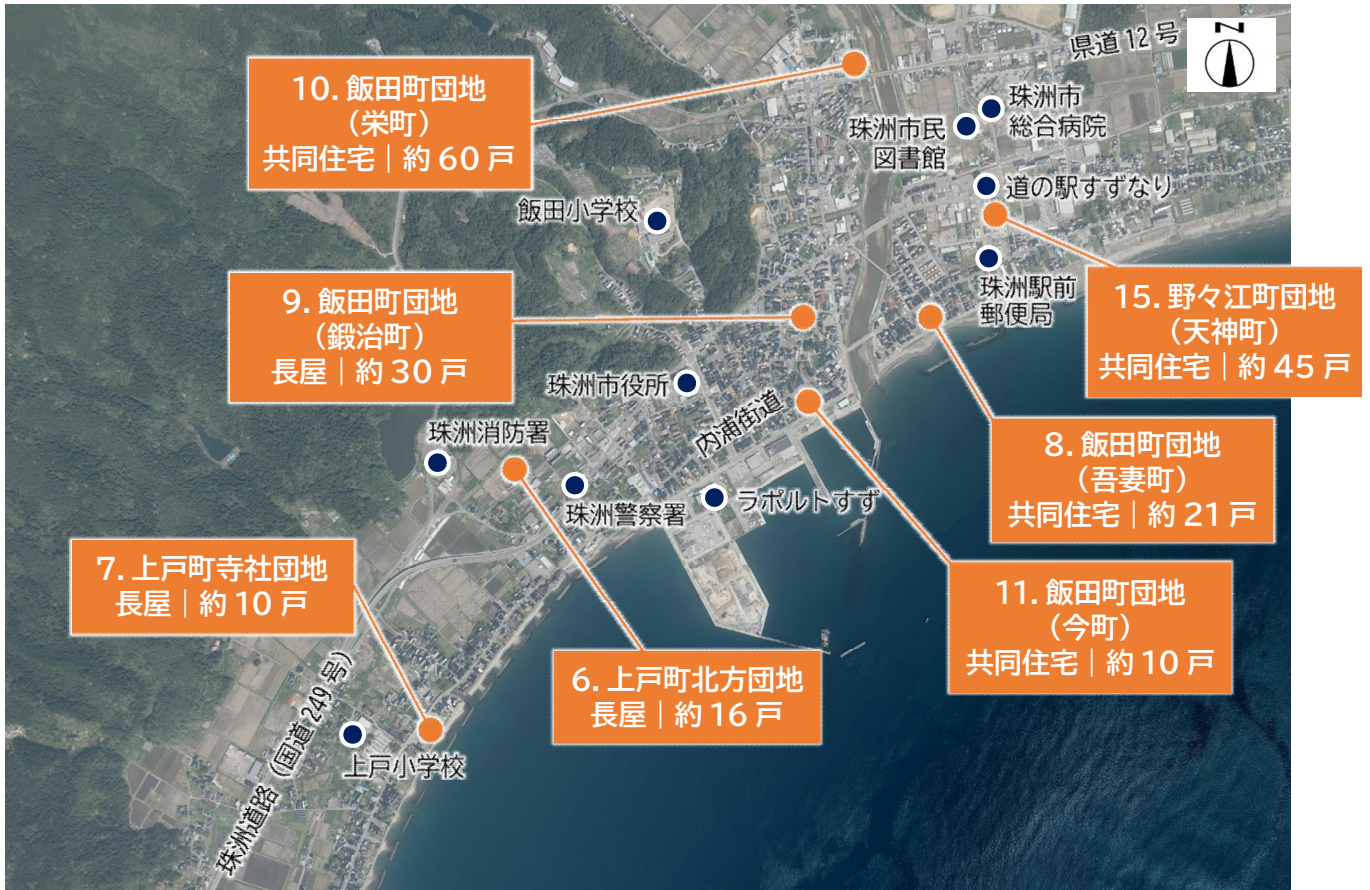 県道12号
N
10. 飯田町団地
(栄町)
共同住宅｜約60戸
珠洲市
総合病院
珠洲市民
図書館
道の駅すずなり
飯田小学校
珠洲駅前
郵便局
9. 飯田町団地
(鍛治町)
長屋｜約30戸
15. 野々江町団地
(天神町)
共同住宅｜約45戸
珠洲市役所
内浦街道
珠洲消防署
8. 飯田町団地
(吾妻町)
共同住宅｜約21戸
珠洲警察署
ラポルトすず
7. 上戸町寺社団地
長屋｜約10戸
11. 飯田町団地
(今町)
共同住宅｜約10戸
6. 上戸町北方団地
長屋｜約16戸
珠洲道路（国道249号）
上戸小学校